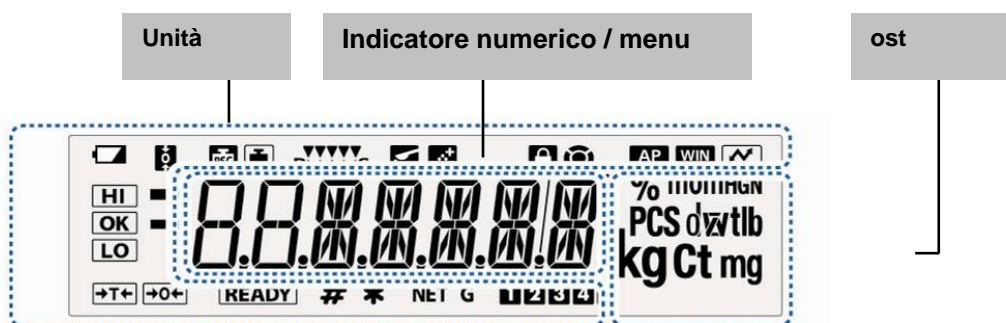 Unità Indicatore numerico / menu ost
AP WIN
HI
OK
LO
PCS
kg Ct mg
→T← →0← READY # * NET G 1 2 3 4